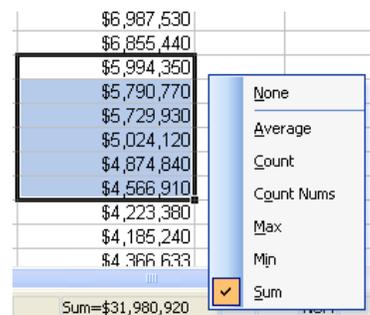 $6,987,530
$6,855,440
$5,994,350
$5,790,770
$5,729,930
$5,024,120
$4,874,840
$4,566,910
$4,223,380
$4,185,240
$4,366,633
None
Average
Count
Count Nums
Max
Min
Sum
Sum=$31,980,920
NUM